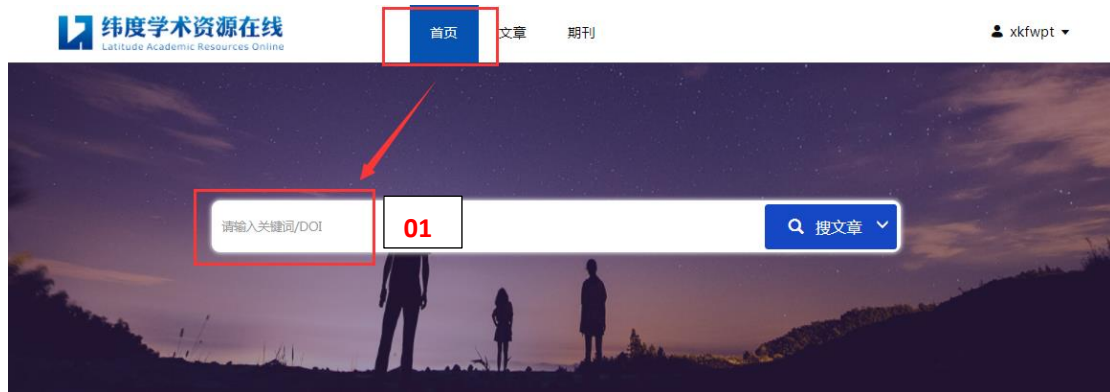 纬度学术资源在线
Latitude Academic Resources Online
首页 文章 期刊
xkfwpt
请输入关键词/DOI
01
搜文章